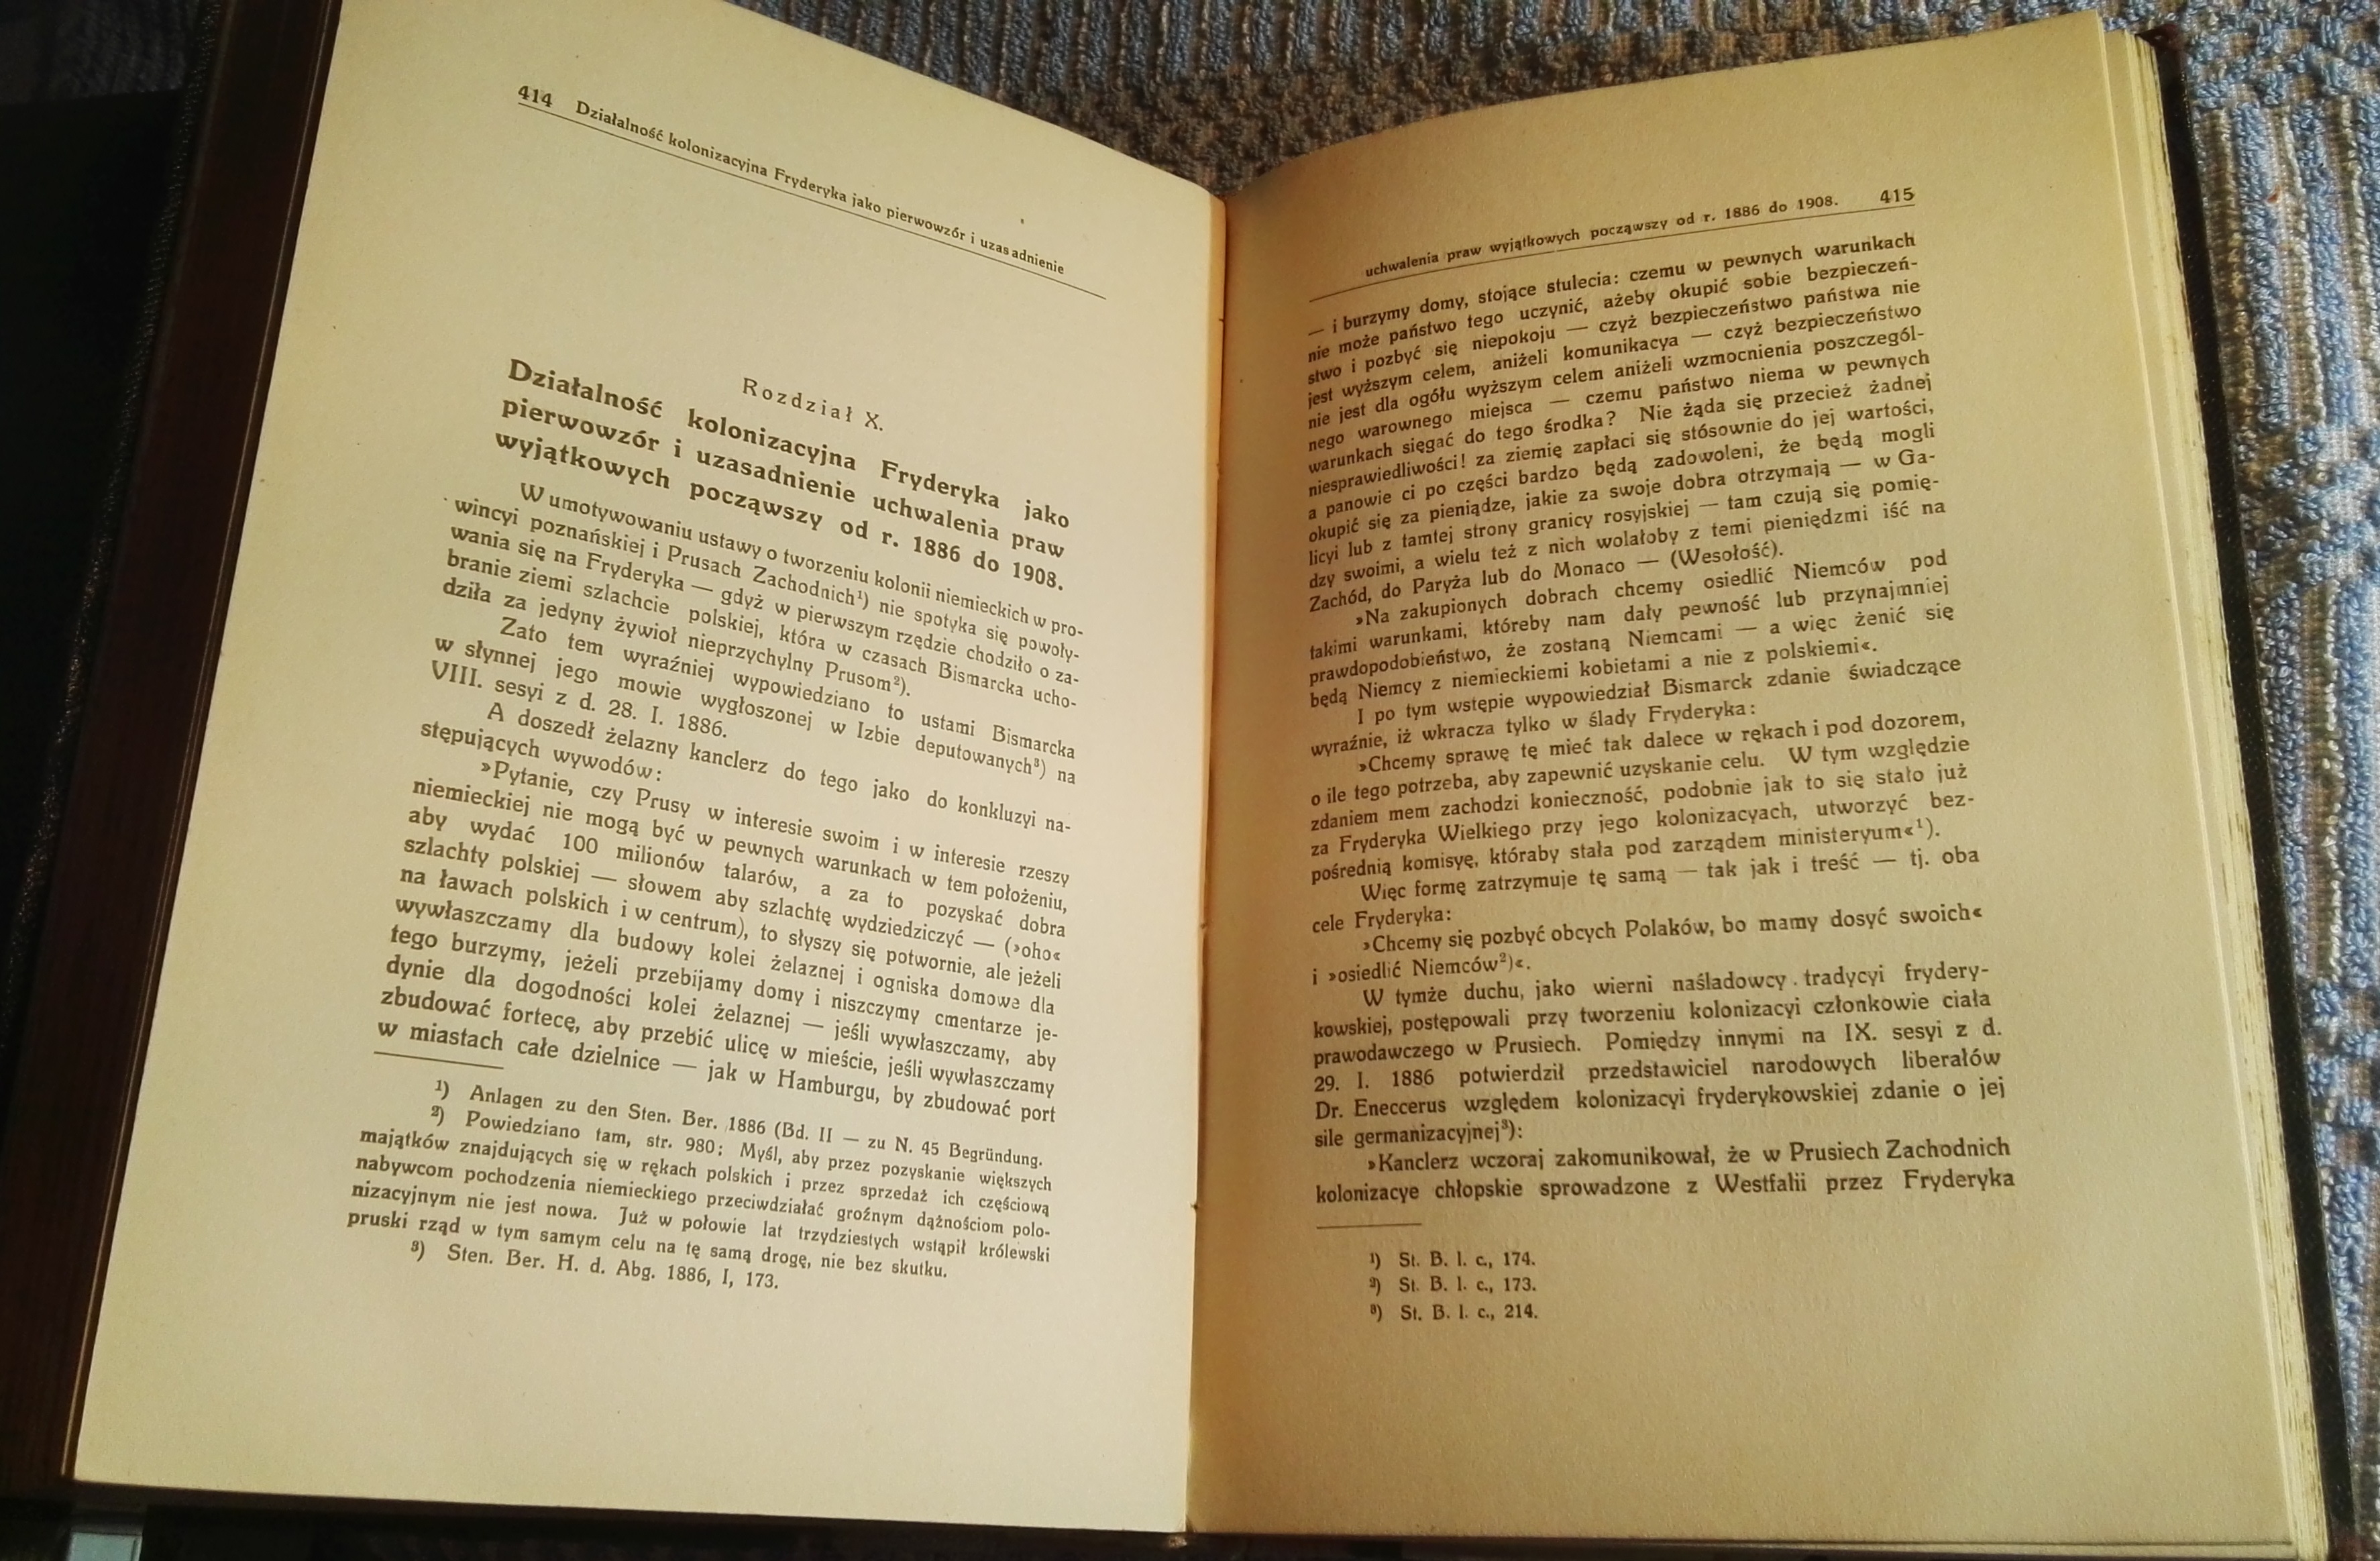 414 Działalność kolonizacyjna Fryderyka jako pierwowzór i uzasadnienie
Rozdział X.
Działalność kolonizacyjna Fryderyka jako
pierwowzór i uzasadnienie uchwalenia praw
wyjątkowych począwszy od r. 1886 do 1908.
W umotywowaniu ustawy o tworzeniu kolonii niemieckich w pro-
wincyi poznańskiej i Prusach Zachodnich¹) nie spotyka się powoły-
wania się na Fryderyka — gdyż w pierwszym rzędzie chodziło o za-
branie ziemi szlachcie polskiej, która w czasach Bismarcka ucho-
dziła za jedyny żywioł nieprzychylny Prusom²).
Zato tem wyraźniej wypowiedziano to ustami Bismarcka
w słynnej jego mowie wygłoszonej w Izbie deputowanych³) na
VIII. sesyi z d. 28. I. 1886.
A doszedł żelazny kanclerz do tego jako do konkluzyi na-
stępujących wywodów:
»Pytanie, czy Prusy w interesie swoim i w interesie rzeszy
niemieckiej nie mogą być w pewnych warunkach w tem położeniu,
aby wydać 100 milionów talarów, a za to pozyskać dobra
szlachty polskiej — słowem aby szlachtę wydziedziczyć — (»oho«
na ławach polskich i w centrum), to słyszy się potwornie, ale jeżeli
wywłaszczamy dla budowy kolei żelaznej i ogniska domowe dla
tego burzymy, jeżeli przebijamy domy i niszczymy cmentarze je-
dynie dla dogodności kolei żelaznej — jeśli wywłaszczamy, aby
zbudować fortecę, aby przebić ulicę w mieście, jeśli wywłaszczamy
w miastach całe dzielnice — jak w Hamburgu, by zbudować port
¹) Anlagen zu den Sten. Ber. 1886 (Bd. II — zu N. 45 Begründung.
²) Powiedziano tam, str. 980; Myśl, aby przez pozyskanie większych
majątków znajdujących się w rękach polskich i przez sprzedaż ich częściową
nabywcom pochodzenia niemieckiego przeciwdziałać groźnym dążnościom polo-
nizacyjnym nie jest nowa. Już w połowie lat trzydziestych wstąpił królewski
pruski rząd w tym samym celu na tę samą drogę, nie bez skutku.
³) Sten. Ber. H. d. Abg. 1886, I, 173.
uchwalenia praw wyjątkowych począwszy od r. 1886 do 1908. 415
— i burzymy domy, stojące stulecia: czemu w pewnych warunkach
nie może państwo tego uczynić, ażeby okupić sobie bezpieczeń-
stwo i pozbyć się niepokoju — czyż bezpieczeństwo państwa nie
jest wyższym celem, aniżeli komunikacya — czyż bezpieczeństwo
nie jest dla ogółu wyższym celem aniżeli wzmocnienia poszczegól-
nego warownego miejsca — czemu państwo niema w pewnych
warunkach sięgać do tego środka? Nie żąda się przecież żadnej
niesprawiedliwości! za ziemię zapłaci się stósownie do jej wartości,
a panowie ci po części bardzo będą zadowoleni, że będą mogli
okupić się za pieniądze, jakie za swoje dobra otrzymają — w Ga-
licyi lub z tamtej strony granicy rosyjskiej — tam czują się pomię-
dzy swoimi, a wielu też z nich wolałoby z temi pieniędzmi iść na
Zachód, do Paryża lub do Monaco — (Wesołość).
»Na zakupionych dobrach chcemy osiedlić Niemców pod
takimi warunkami, któreby nam dały pewność lub przynajmniej
prawdopodobieństwo, że zostaną Niemcami — a więc żenić się
będą Niemcy z niemieckiemi kobietami a nie z polskiemi«.
I po tym wstępie wypowiedział Bismarck zdanie świadczące
wyraźnie, iż wkracza tylko w ślady Fryderyka:
»Chcemy sprawę tę mieć tak dalece w rękach i pod dozorem,
o ile tego potrzeba, aby zapewnić uzyskanie celu. W tym względzie
zdaniem mem zachodzi konieczność, podobnie jak to się stało już
za Fryderyka Wielkiego przy jego kolonizacyach, utworzyć bez-
pośrednią komisyę, któraby stała pod zarządem ministeryum«¹).
Więc formę zatrzymuje tę samą — tak jak i treść — tj. oba
cele Fryderyka:
»Chcemy się pozbyć obcych Polaków, bo mamy dosyć swoich«
i »osiedlić Niemców²)«.
W tymże duchu, jako wierni naśladowcy tradycyi frydery-
kowskiej, postępowali przy tworzeniu kolonizacyi członkowie ciała
prawodawczego w Prusiech. Pomiędzy innymi na IX. sesyi z d.
29. I. 1886 potwierdził przedstawiciel narodowych liberałów
Dr. Eneccerus względem kolonizacyi fryderykowskiej zdanie o jej
sile germanizacyjnej³):
»Kanclerz wczoraj zakomunikował, że w Prusiech Zachodnich
kolonizacye chłopskie sprowadzone z Westfalii przez Fryderyka
¹) St. B. l. c., 174.
²) St. B. l. c., 173.
³) St. B. l. c., 214.